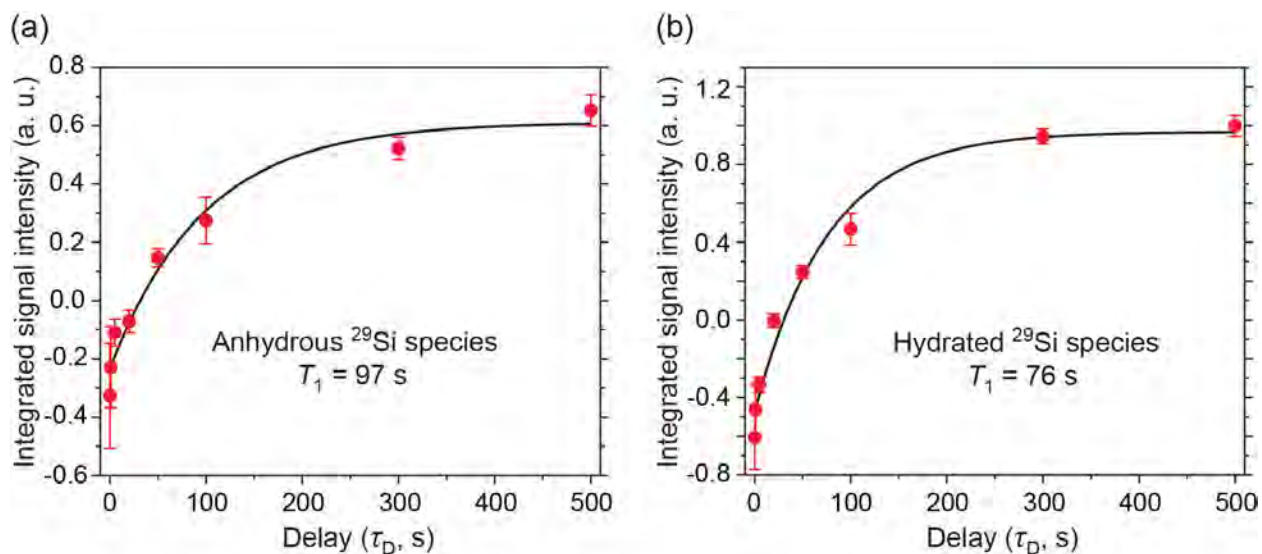 (a)
Integrated signal intensity (a. u.)
0.8
0.6
0.4
0.2
0.0
-0.2
-0.4
-0.6
Anhydrous ²⁹Si species
T₁ = 97 s
0 100 200 300 400 500
Delay (τD, s)
(b)
Integrated signal intensity (a. u.)
1.2
0.8
0.4
0.0
-0.4
-0.8
Hydrated ²⁹Si species
T₁ = 76 s
0 100 200 300 400 500
Delay (τD, s)